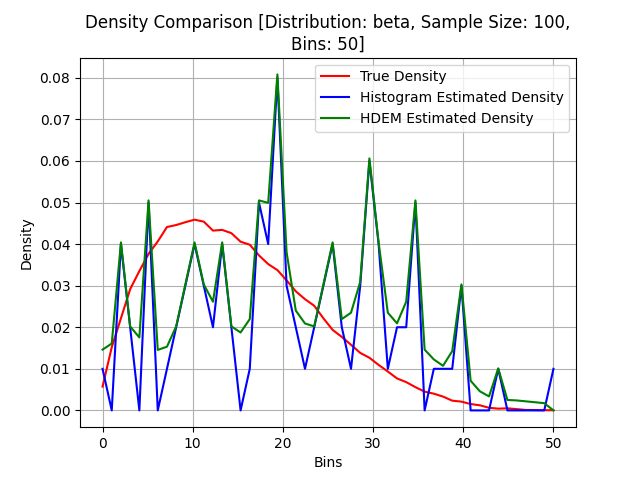 Density Comparison [Distribution: beta, Sample Size: 100,
Bins: 50]
True Density
Histogram Estimated Density
HDEM Estimated Density
Density
0.08
0.07
0.06
0.05
0.04
0.03
0.02
0.01
0.00
0 10 20 30 40 50
Bins